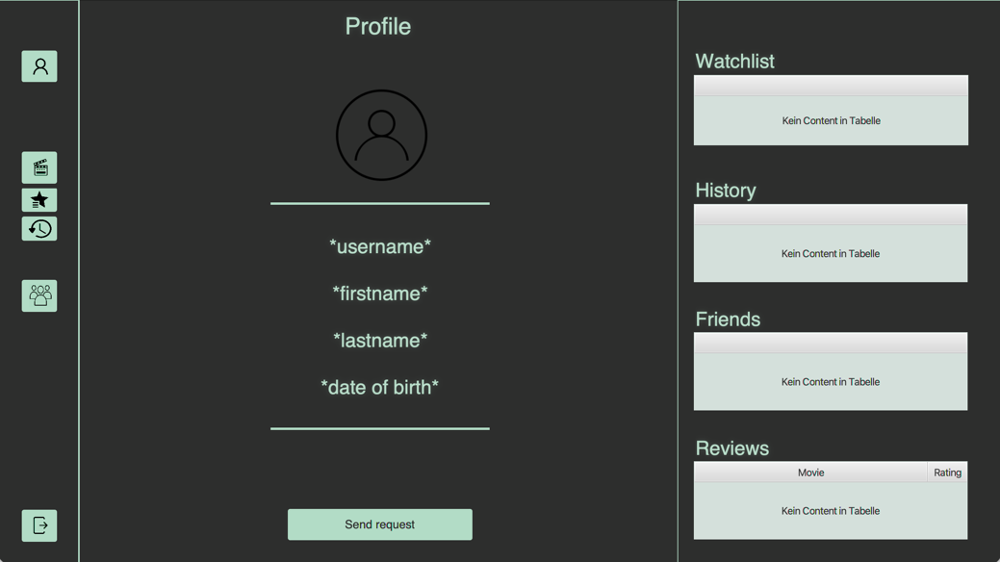 Profile
*username*
*firstname*
*lastname*
*date of birth*
Send request
Watchlist
Kein Content in Tabelle
History
Kein Content in Tabelle
Friends
Kein Content in Tabelle
Reviews
Movie Rating
Kein Content in Tabelle